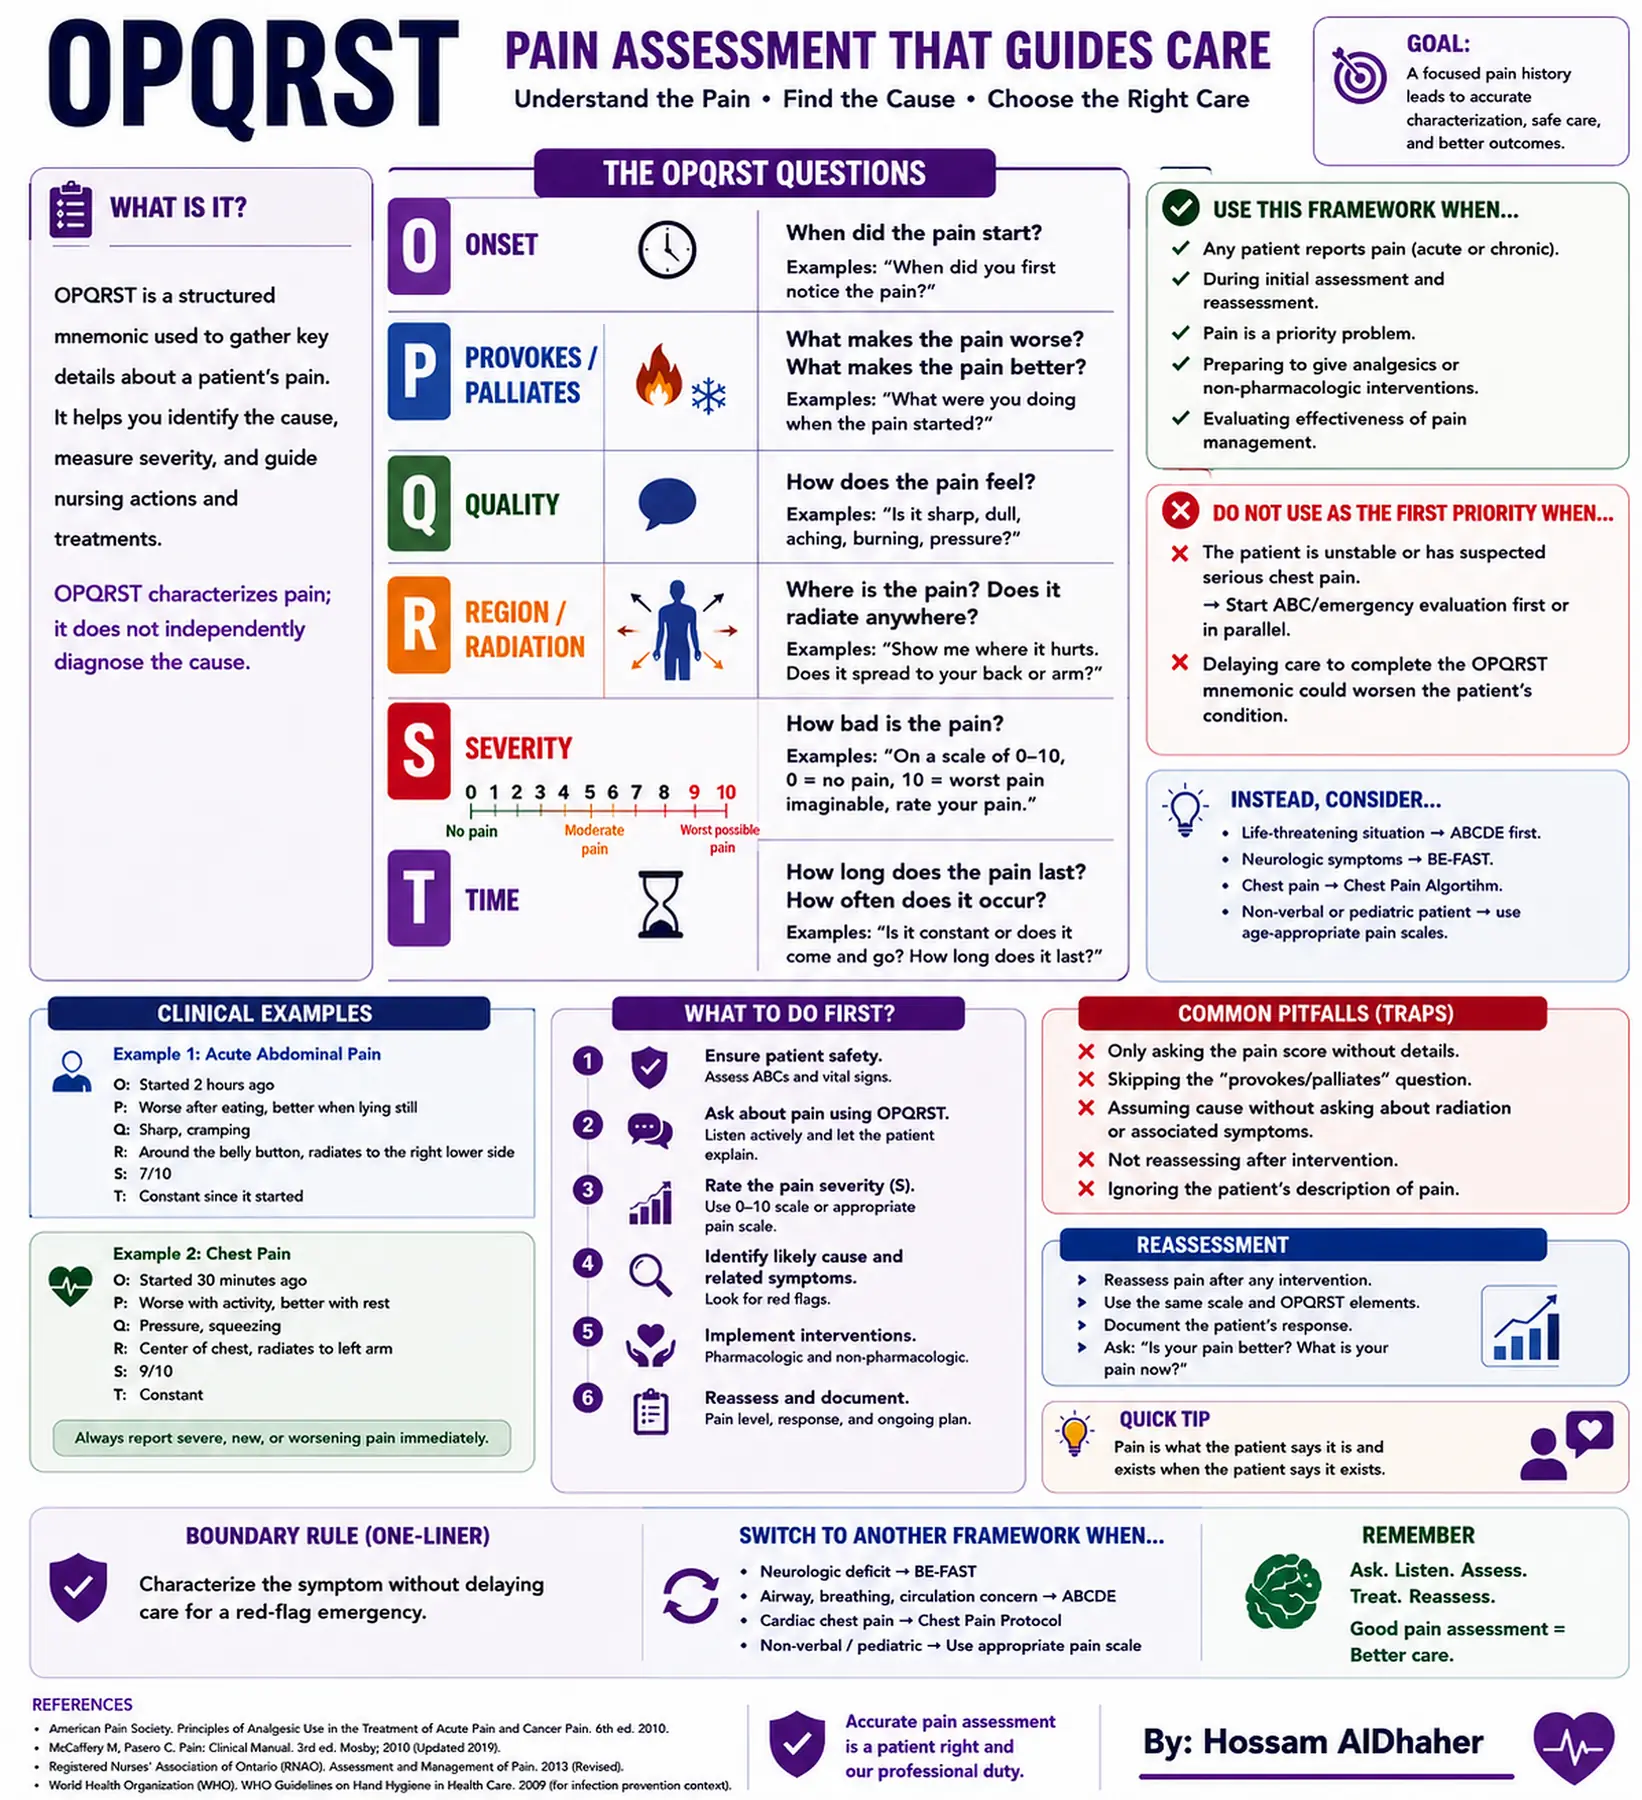 OPQRST
PAIN ASSESSMENT THAT GUIDES CARE
Understand the Pain • Find the Cause • Choose the Right Care
GOAL:
A focused pain history
leads to accurate
characterization, safe care,
and better outcomes.
WHAT IS IT?
OPQRST is a structured
mnemonic used to gather key
details about a patient's pain.
It helps you identify the cause,
measure severity, and guide
nursing actions and
treatments.
OPQRST characterizes pain;
it does not independently
diagnose the cause.
THE OPQRST QUESTIONS
O ONSET
When did the pain start?
Examples: "When did you first
notice the pain?"
P PROVOKES /
PALLIATES
What makes the pain worse?
What makes the pain better?
Examples: "What were you doing
when the pain started?"
Q QUALITY
How does the pain feel?
Examples: "Is it sharp, dull,
aching, burning, pressure?"
R REGION /
RADIATION
Where is the pain? Does it
radiate anywhere?
Examples: "Show me where it hurts.
Does it spread to your back or arm?"
S SEVERITY
0 1 2 3 4 5 6 7 8 9 10
No pain
Moderate
pain
Worst possible
pain
How bad is the pain?
Examples: "On a scale of 0–10,
0 = no pain, 10 = worst pain
imaginable, rate your pain."
T TIME
How long does the pain last?
How often does it occur?
Examples: "Is it constant or does it
come and go? How long does it last?"
USE THIS FRAMEWORK WHEN...
Any patient reports pain (acute or chronic).
During initial assessment and
reassessment.
Pain is a priority problem.
Preparing to give analgesics or
non-pharmacologic interventions.
Evaluating effectiveness of pain
management.
DO NOT USE AS THE FIRST PRIORITY WHEN...
The patient is unstable or has suspected
serious chest pain.
→ Start ABC/emergency evaluation first or
in parallel.
Delaying care to complete the OPQRST
mnemonic could worsen the patient's
condition.
INSTEAD, CONSIDER...
• Life-threatening situation → ABCDE first.
• Neurologic symptoms → BE-FAST.
• Chest pain → Chest Pain Algortihm.
• Non-verbal or pediatric patient → use
age-appropriate pain scales.
CLINICAL EXAMPLES
Example 1: Acute Abdominal Pain
O: Started 2 hours ago
P: Worse after eating, better when lying still
Q: Sharp, cramping
R: Around the belly button, radiates to the right lower side
S: 7/10
T: Constant since it started
Example 2: Chest Pain
O: Started 30 minutes ago
P: Worse with activity, better with rest
Q: Pressure, squeezing
R: Center of chest, radiates to left arm
S: 9/10
T: Constant
Always report severe, new, or worsening pain immediately.
WHAT TO DO FIRST?
1 Ensure patient safety.
Assess ABCs and vital signs.
2 Ask about pain using OPQRST.
Listen actively and let the patient
explain.
3 Rate the pain severity (S).
Use 0–10 scale or appropriate
pain scale.
4 Identify likely cause and
related symptoms.
Look for red flags.
5 Implement interventions.
Pharmacologic and non-pharmacologic.
6 Reassess and document.
Pain level, response, and ongoing plan.
COMMON PITFALLS (TRAPS)
Only asking the pain score without details.
Skipping the "provokes/palliates" question.
Assuming cause without asking about radiation
or associated symptoms.
Not reassessing after intervention.
Ignoring the patient's description of pain.
REASSESSMENT
Reassess pain after any intervention.
Use the same scale and OPQRST elements.
Document the patient's response.
Ask: "Is your pain better? What is your
pain now?"
QUICK TIP
Pain is what the patient says it is and
exists when the patient says it exists.
BOUNDARY RULE (ONE-LINER)
Characterize the symptom without delaying
care for a red-flag emergency.
SWITCH TO ANOTHER FRAMEWORK WHEN...
• Neurologic deficit → BE-FAST
• Airway, breathing, circulation concern → ABCDE
• Cardiac chest pain → Chest Pain Protocol
• Non-verbal / pediatric → Use appropriate pain scale
REMEMBER
Ask. Listen. Assess.
Treat. Reassess.
Good pain assessment =
Better care.
REFERENCES
• American Pain Society. Principles of Analgesic Use in the Treatment of Acute Pain and Cancer Pain. 6th ed. 2010.
• McCaffery M, Pasero C. Pain: Clinical Manual. 3rd ed. Mosby; 2010 (Updated 2019).
• Registered Nurses' Association of Ontario (RNAO). Assessment and Management of Pain. 2013 (Revised).
• World Health Organization (WHO). WHO Guidelines on Hand Hygiene in Health Care. 2009 (for infection prevention context).
Accurate pain assessment
is a patient right and
our professional duty.
By: Hossam AlDhaher